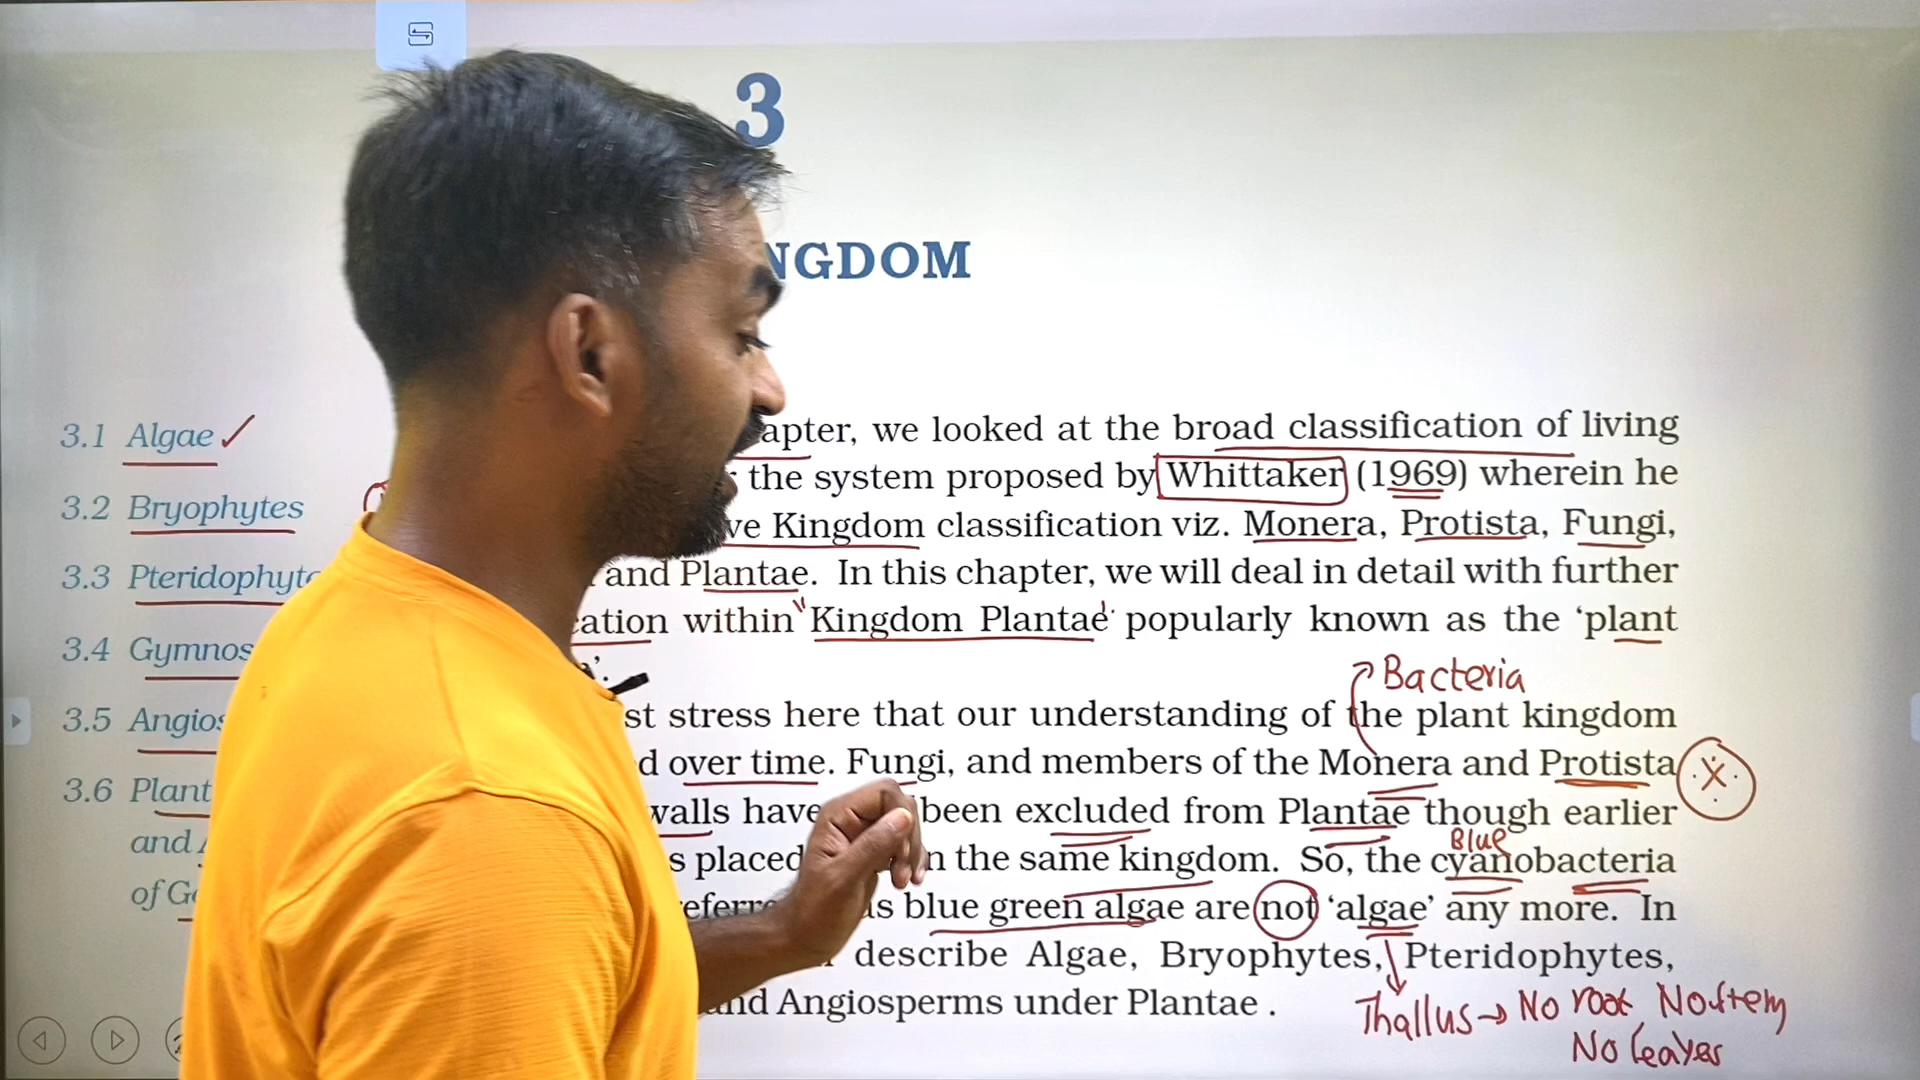 3
NGDOM
3.1 Algae
3.2 Bryophytes
3.3
3.4
3.5
3.6 Plant
and
of
apter, we looked at the broad classification of living
the system proposed by Whittaker (1969) wherein he
ve Kingdom classification viz. Monera, Protista, Fungi,
and Plantae. In this chapter, we will deal in detail with further
cation within "Kingdom Plantae" popularly known as the ‘plant
Bacteria
st stress here that our understanding of the plant kingdom
d over time. Fungi, and members of the Monera and Protista
walls have been excluded from Plantae though earlier
Blue
s placed n the same kingdom. So, the cyanobacteria
eferre as blue green algae are not ‘algae’ any more. In
describe Algae, Bryophytes, Pteridophytes,
and Angiosperms under Plantae .
Thallus → No root No stem
No leaves